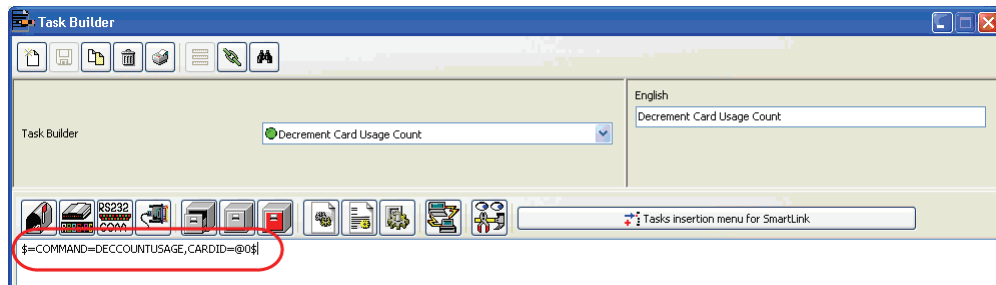 Task Builder
English
Decrement Card Usage Count
Task Builder
Decrement Card Usage Count
RS232
COM
Tasks insertion menu for SmartLink
$=COMMAND=DECCOUNTUSAGE,CARDID=@0$